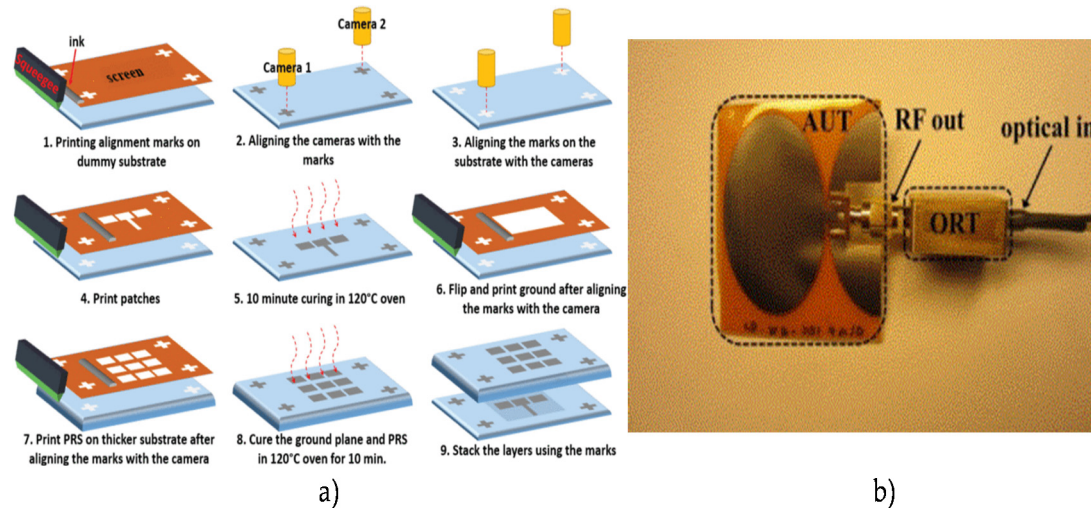 ink
Squeegee
screen
1. Printing alignment marks on
dummy substrate
Camera 2
Camera 1
2. Aligning the cameras with the
marks
3. Aligning the marks on the
substrate with the cameras
4. Print patches
5. 10 minute curing in 120°C oven
6. Flip and print ground after aligning
the marks with the camera
7. Print PRS on thicker substrate after
aligning the marks with the camera
8. Cure the ground plane and PRS
in 120°C oven for 10 min.
9. Stack the layers using the marks
a)
AUT
RF out
optical in
ORT
b)